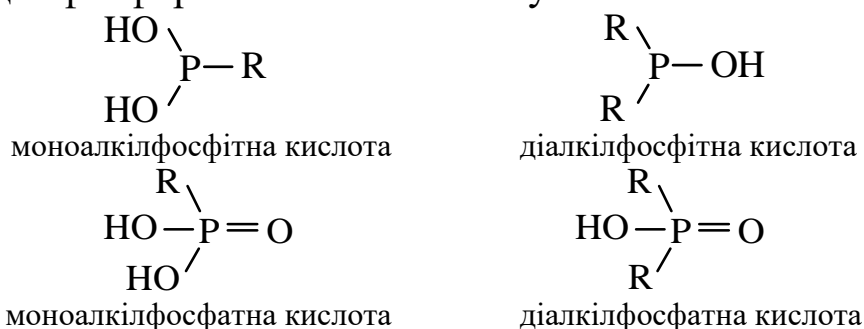 HO
R
P—R
P—OH
HO
R
моноалкілфосфітна кислота
діалкілфосфітна кислота
R
R
HO—P=O
HO—P=O
HO
R
моноалкілфосфатна кислота
діалкілфосфатна кислота